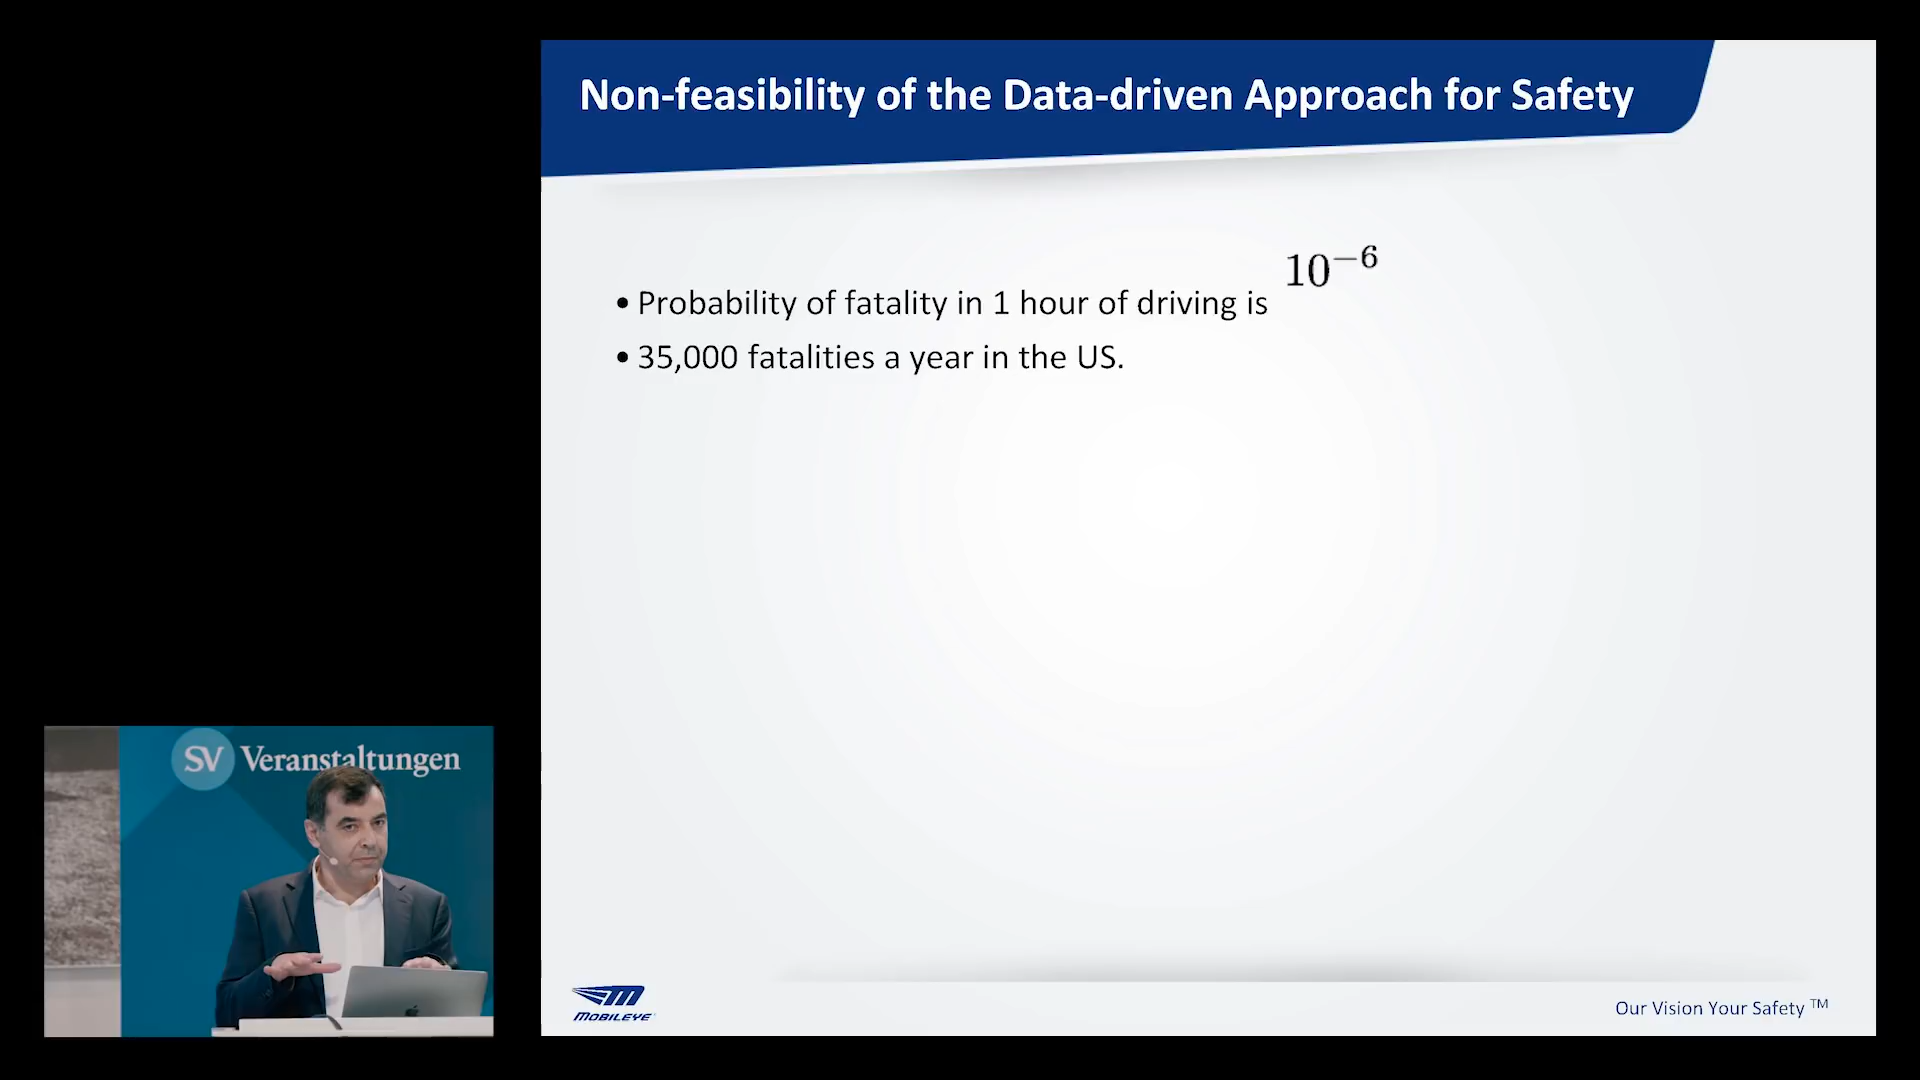 Non-feasibility of the Data-driven Approach for Safety
• Probability of fatality in 1 hour of driving is 10⁻⁶
• 35,000 fatalities a year in the US.
SV Veranstaltungen
MOBILEYE
Our Vision Your Safety ™